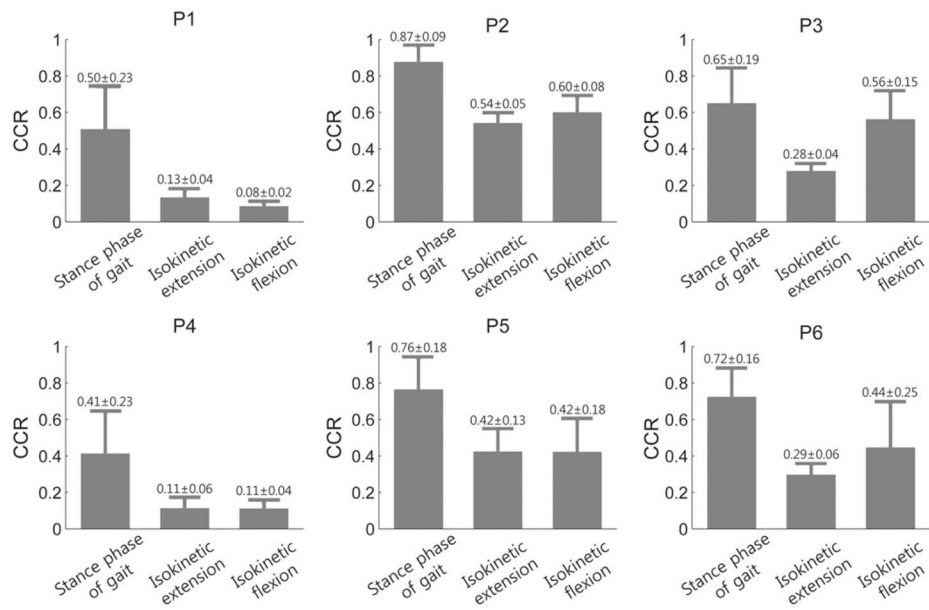 P1
CCR
1
0.8
0.6
0.4
0.2
0
0.50±0.23
0.13±0.04
0.08±0.02
Stance phase
of gait
Isokinetic
extension
Isokinetic
flexion
P2
CCR
1
0.8
0.6
0.4
0.2
0
0.87±0.09
0.54±0.05
0.60±0.08
Stance phase
of gait
Isokinetic
extension
Isokinetic
flexion
P3
CCR
1
0.8
0.6
0.4
0.2
0
0.65±0.19
0.28±0.04
0.56±0.15
Stance phase
of gait
Isokinetic
extension
Isokinetic
flexion
P4
CCR
1
0.8
0.6
0.4
0.2
0
0.41±0.23
0.11±0.06
0.11±0.04
Stance phase
of gait
Isokinetic
extension
Isokinetic
flexion
P5
CCR
1
0.8
0.6
0.4
0.2
0
0.76±0.18
0.42±0.13
0.42±0.18
Stance phase
of gait
Isokinetic
extension
Isokinetic
flexion
P6
CCR
1
0.8
0.6
0.4
0.2
0
0.72±0.16
0.29±0.06
0.44±0.25
Stance phase
of gait
Isokinetic
extension
Isokinetic
flexion